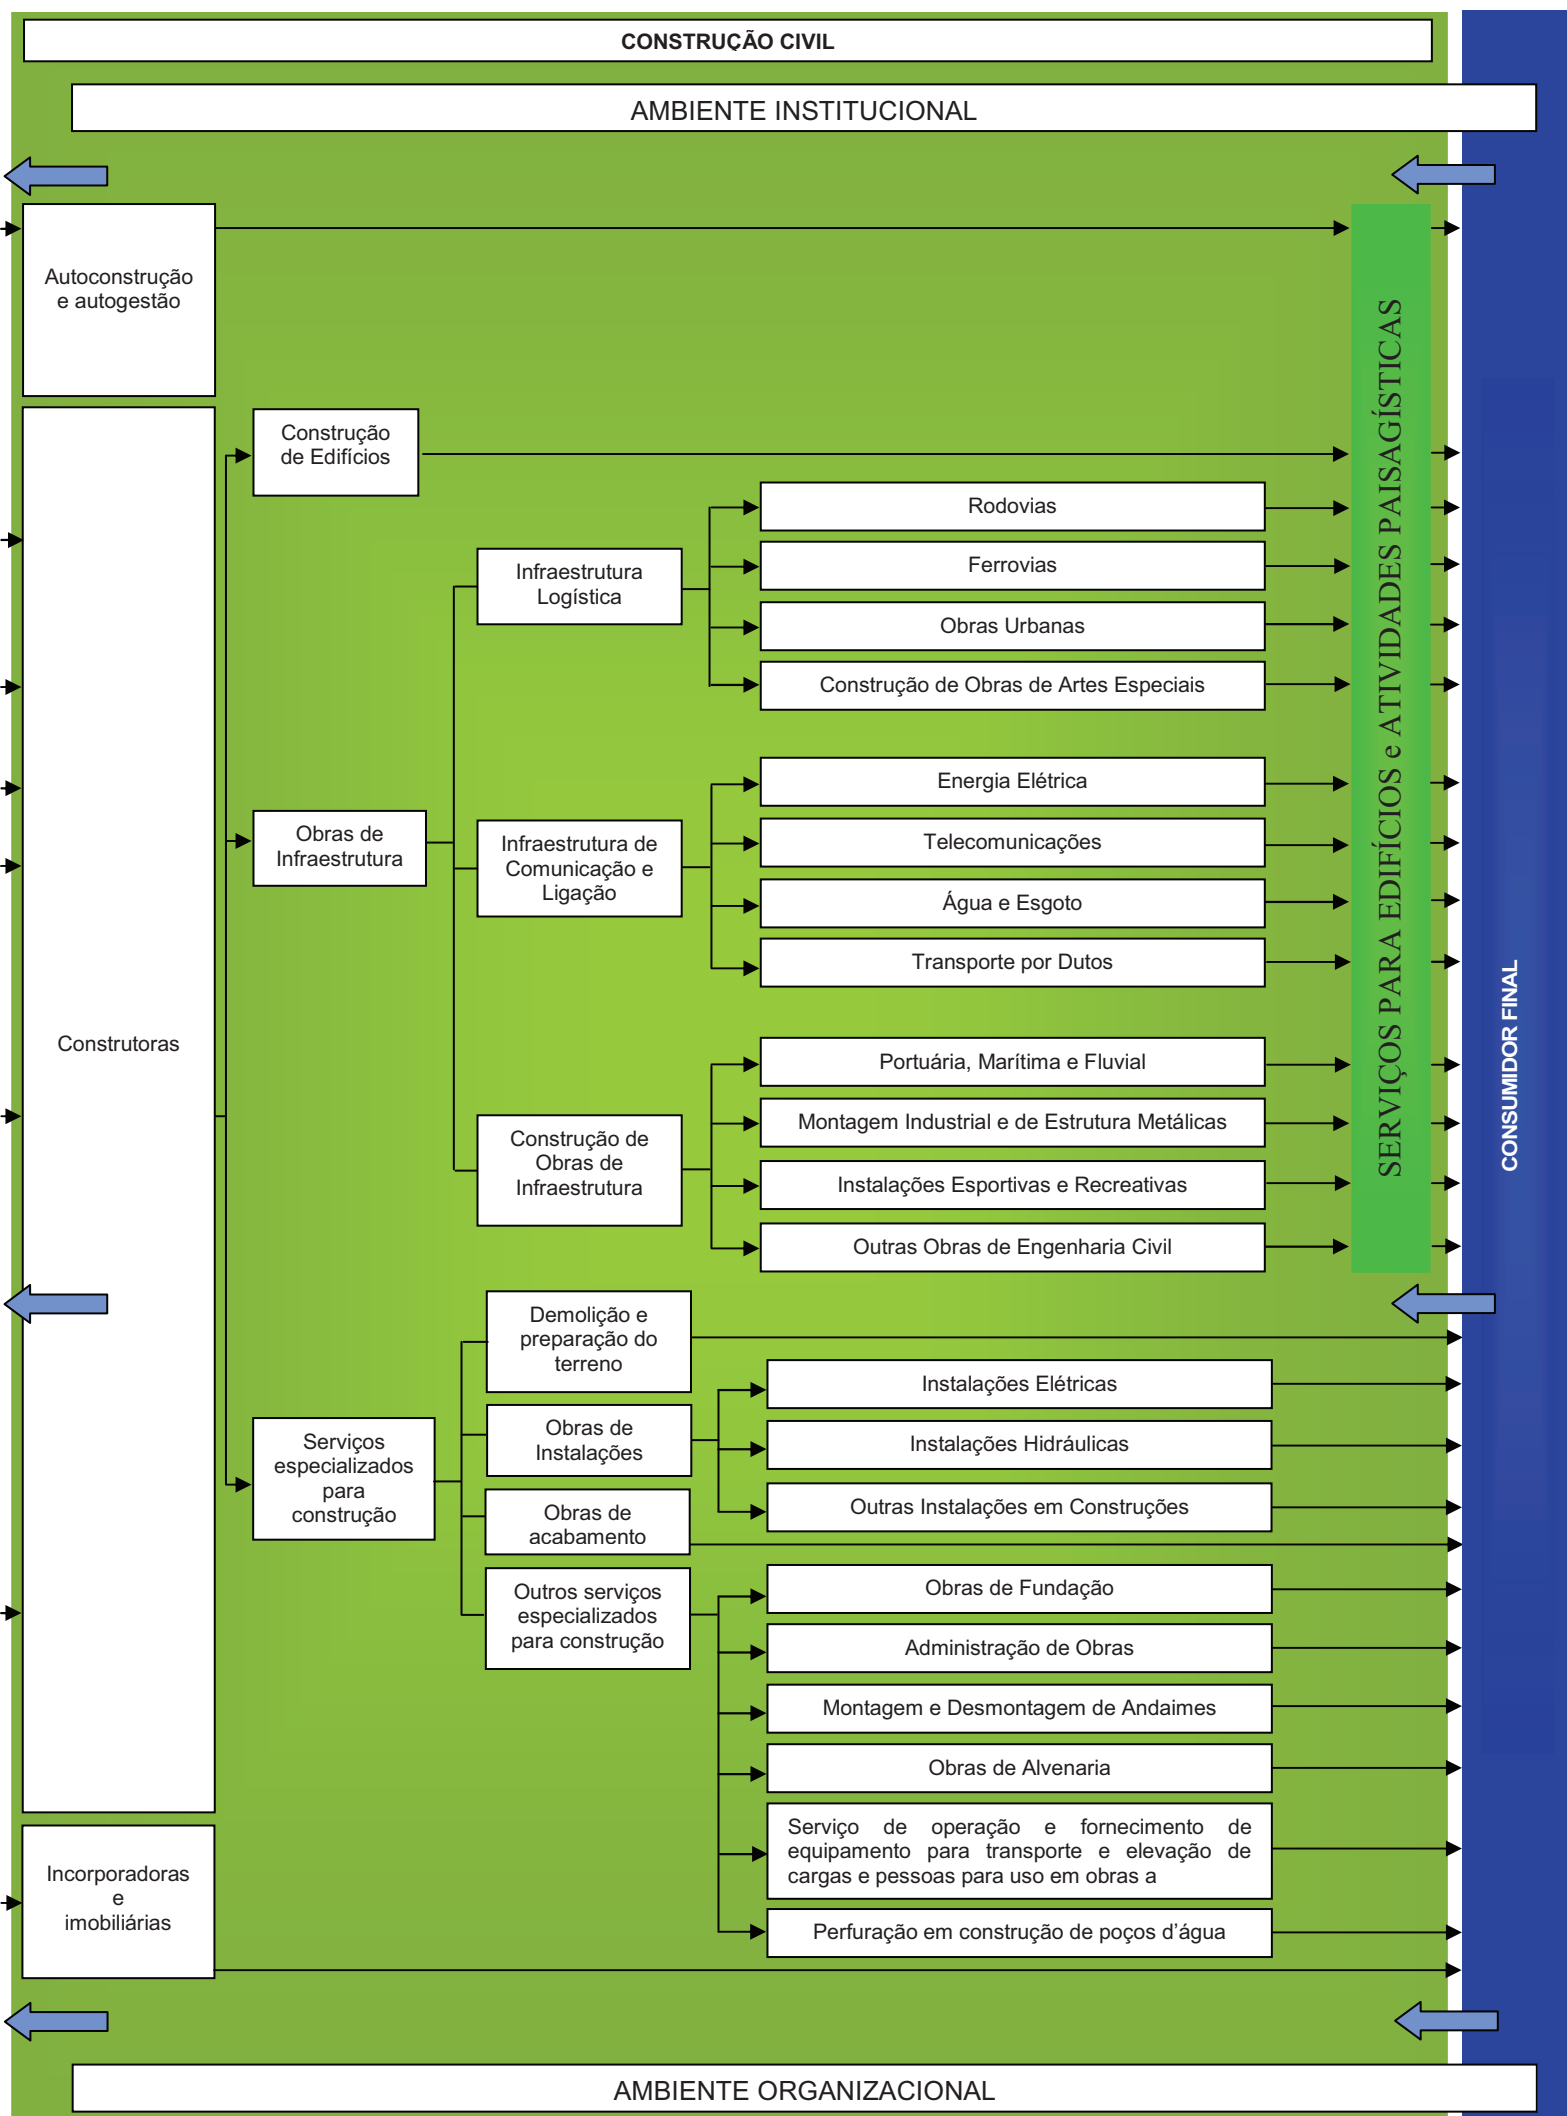 CONSTRUÇÃO CIVIL
AMBIENTE INSTITUCIONAL
Autoconstrução
e autogestão
Construtoras
Incorporadoras
e
imobiliárias
Construção
de Edifícios
Obras de
Infraestrutura
Serviços
especializados
para
construção
Infraestrutura
Logística
Rodovias
Ferrovias
Obras Urbanas
Construção de Obras de Artes Especiais
Infraestrutura de
Comunicação e
Ligação
Energia Elétrica
Telecomunicações
Água e Esgoto
Transporte por Dutos
Construção de
Obras de
Infraestrutura
Portuária, Marítima e Fluvial
Montagem Industrial e de Estrutura Metálicas
Instalações Esportivas e Recreativas
Outras Obras de Engenharia Civil
Demolição e
preparação do
terreno
Obras de
Instalações
Instalações Elétricas
Instalações Hidráulicas
Outras Instalações em Construções
Obras de
acabamento
Outros serviços
especializados
para construção
Obras de Fundação
Administração de Obras
Montagem e Desmontagem de Andaimes
Obras de Alvenaria
Serviço de operação e fornecimento de
equipamento para transporte e elevação de
cargas e pessoas para uso em obras a
Perfuração em construção de poços d’água
SERVIÇOS PARA EDIFÍCIOS e ATIVIDADES PAISAGÍSTICAS
CONSUMIDOR FINAL
AMBIENTE ORGANIZACIONAL